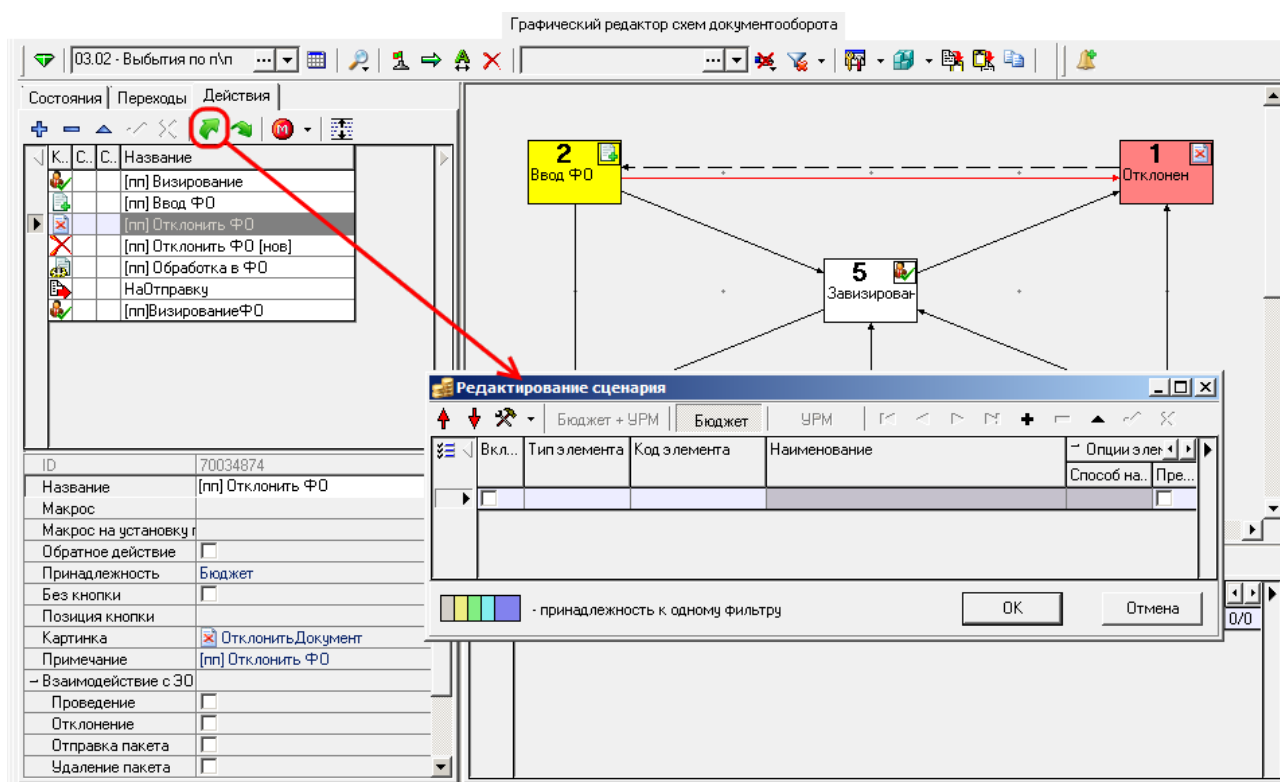 Графический редактор схем документооборота
03.02 - Выбытия по п\п
Состояния Переходы Действия
К.. С.. С.. Название
[пп] Визирование
[пп] Ввод ФО
[пп] Отклонить ФО
[пп] Отклонить ФО [нов]
[пп] Обработка в ФО
НаОтправку
[пп]ВизированиеФО
ID 70034874
Название [пп] Отклонить ФО
Макрос
Макрос на установку г
Обратное действие
Принадлежность Бюджет
Без кнопки
Позиция кнопки
Картинка ОтклонитьДокумент
Примечание [пп] Отклонить ФО
Взаимодействие с ЭО
Проведение
Отклонение
Отправка пакета
Удаление пакета
2
Ввод ФО
1
Отклонен
5
Завизирован
Редактирование сценария
Бюджет + УРМ Бюджет УРМ
Вкл... Тип элемента Код элемента Наименование Опции элем
Способ на.. Пре...
- принадлежность к одному фильтру
OK Отмена
0/0